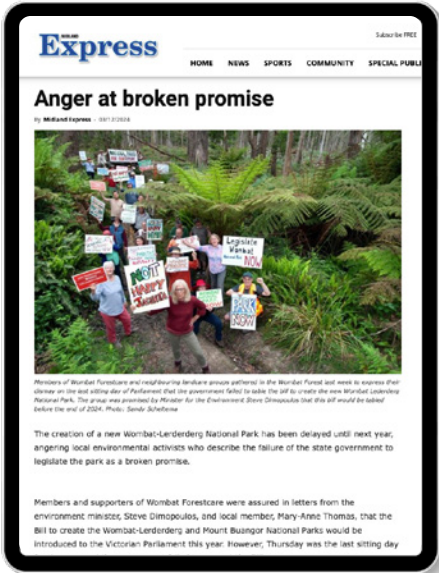 MIDLAND
Express
Subscribe FREE
HOME NEWS SPORTS COMMUNITY SPECIAL PUBLI
Anger at broken promise
By Midland Express -
Legislate
Wombat
NOW
NOT
HAPPY
JACINTA
Members of Wombat Forestcare and neighbouring landcare groups gathered in the Wombat Forest last week to express their
dismay on the last sitting day of Parliament that the government failed to table the bill to create the new Wombat Lederderg
National Park. The group was promised by Minister for the Environment Steve Dimopoulos that this bill would be tabled
before the end of 2024. Photo: Sandy Scheltema
The creation of a new Wombat-Lerderderg National Park has been delayed until next year,
angering local environmental activists who describe the failure of the state government to
legislate the park as a broken promise.
Members and supporters of Wombat Forestcare were assured in letters from the
environment minister, Steve Dimopoulos, and local member, Mary-Anne Thomas, that the
Bill to create the Wombat-Lerderderg and Mount Buangor National Parks would be
introduced to the Victorian Parliament this year. However, Thursday was the last sitting day